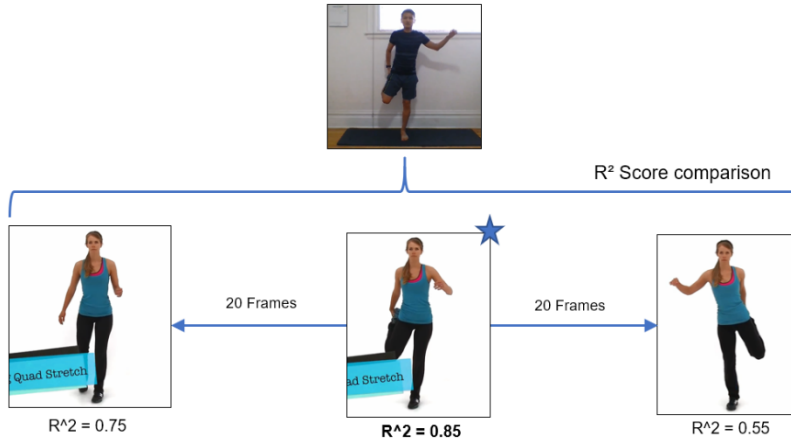 R² Score comparison
20 Frames
20 Frames
Quad Stretch
ad Stretch
R^2 = 0.75
R^2 = 0.85
R^2 = 0.55